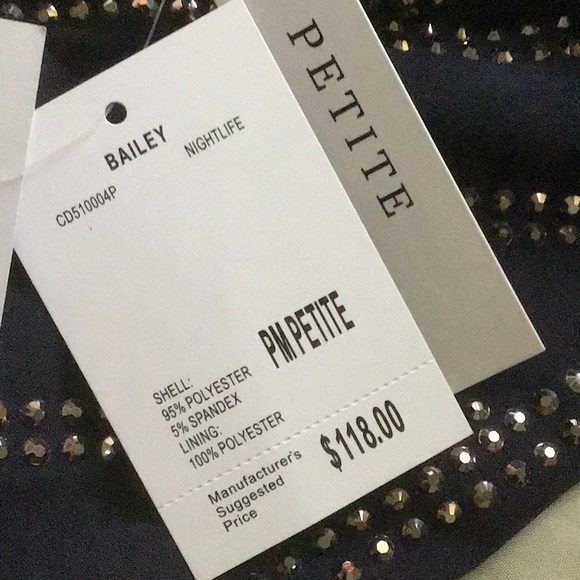 PETITE
BAILEY NIGHTLIFE
CD510004P
PM PETITE
SHELL:
95% POLYESTER
5% SPANDEX
LINING:
100% POLYESTER
Manufacturer's
Suggested
Price
$118.00